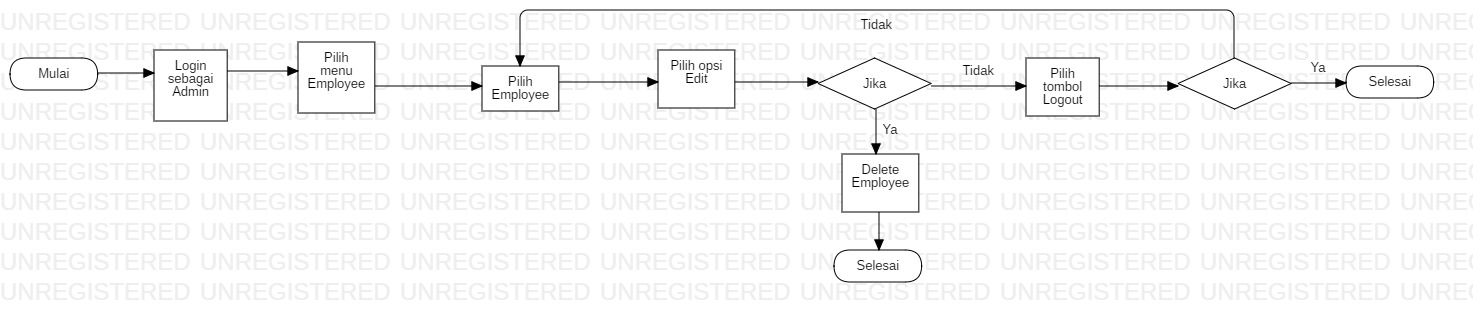 Tidak
Mulai
Login
sebagai
Admin
Pilih
menu
Employee
Pilih
Employee
Pilih opsi
Edit
Jika
Tidak
Pilih
tombol
Logout
Jika
Ya
Selesai
Ya
Delete
Employee
Selesai
UNREGISTERED UNREGISTERED UNREGISTERED UNREGISTERED UNREGISTERED UNREGISTERED UNREGISTERED